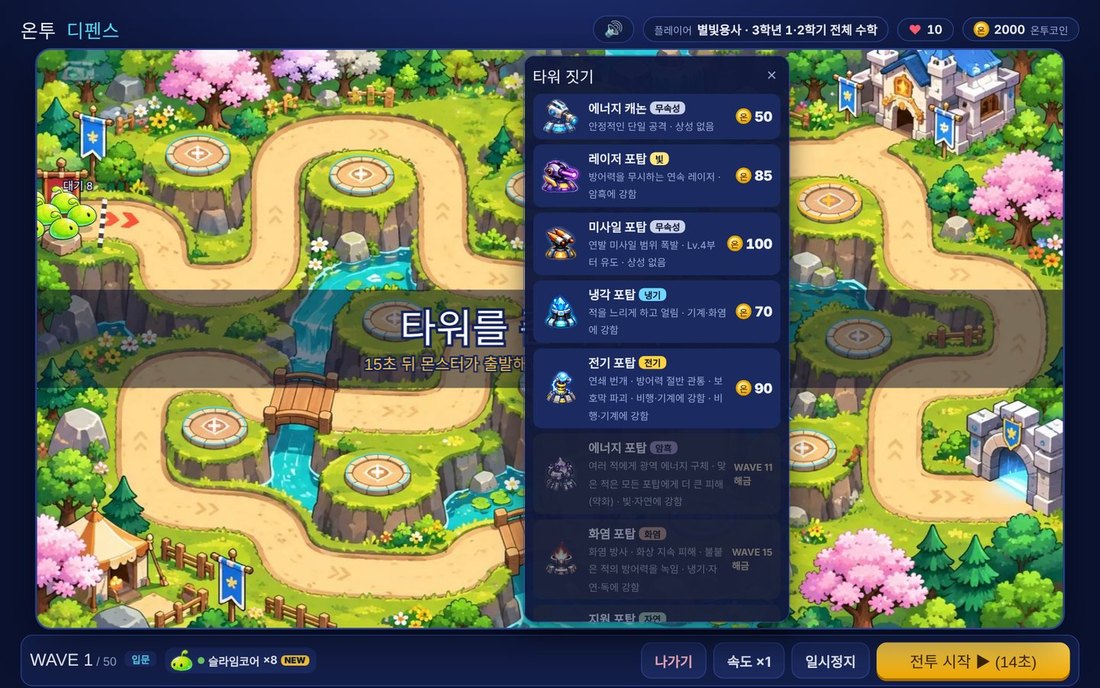 온투 디펜스
플레이어 별빛용사 · 3학년 1·2학기 전체 수학
10
온 2000 온투코인
대기 8
타워를
15초 뒤 몬스터가 출발해
타워 짓기 ×
에너지 캐논 무속성
안정적인 단일 공격 · 상성 없음
온 50
레이저 포탑 빛
방어력을 무시하는 연속 레이저 ·
암흑에 강함
온 85
미사일 포탑 무속성
연발 미사일 범위 폭발 · Lv.4부
터 유도 · 상성 없음
온 100
냉각 포탑 냉기
적을 느리게 하고 얼림 · 기계·화염
에 강함
온 70
전기 포탑 전기
연쇄 번개 · 방어력 절반 관통 · 보
호막 파괴 · 비행·기계에 강함 · 비
행·기계에 강함
온 90
에너지 포탑 암흑
여러 적에게 광역 에너지 구체 · 맞
은 적은 모든 포탑에게 더 큰 피해
(약화) · 빛·자연에 강함
WAVE 11
해금
화염 포탑 화염
화염 방사 · 화상 지속 피해 · 불붙
은 적의 방어력을 녹임 · 냉기·자
연·독에 강함
WAVE 15
해금
지원 포탑 자연
WAVE 1 / 50 입문
슬라임코어 ×8 NEW
나가기
속도 ×1
일시정지
전투 시작 ▶ (14초)